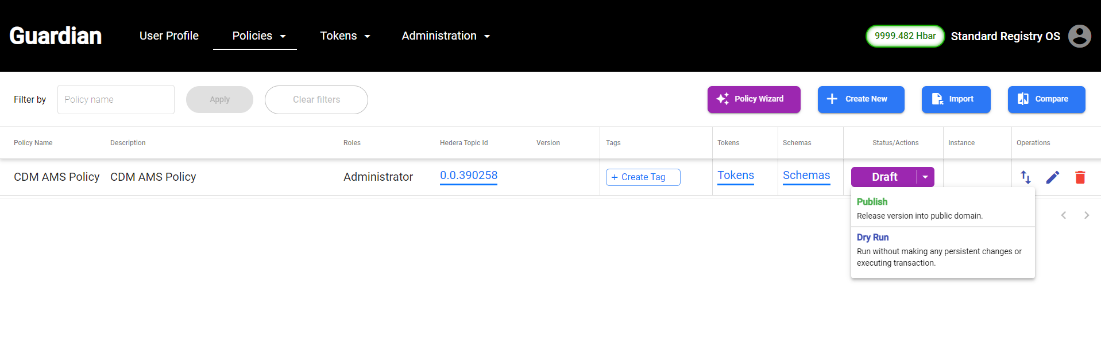 Guardian User Profile Policies Tokens Administration 9999.482 Hbar Standard Registry OS
Filter by Policy name Apply Clear filters Policy Wizard Create New Import Compare
Policy Name Description Roles Hedera Topic Id Version Tags Tokens Schemas Status/Actions Instance Operations
CDM AMS Policy CDM AMS Policy Administrator 0.0.390258 + Create Tag Tokens Schemas Draft
Publish
Release version into public domain.
Dry Run
Run without making any persistent changes or
executing transaction.